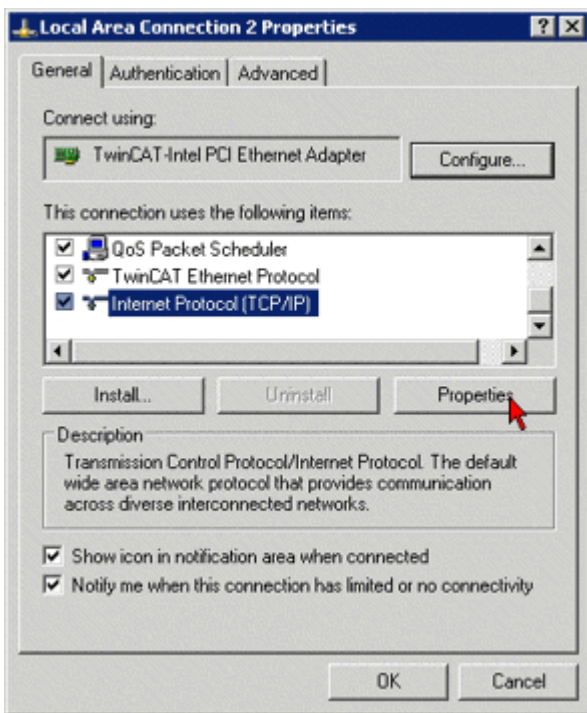 Local Area Connection 2 Properties
General Authentication Advanced
Connect using:
TwinCAT-Intel PCI Ethernet Adapter Configure...
This connection uses the following items:
QoS Packet Scheduler
TwinCAT Ethernet Protocol
Internet Protocol (TCP/IP)
Install... Uninstall Properties
Description
Transmission Control Protocol/Internet Protocol. The default
wide area network protocol that provides communication
across diverse interconnected networks.
Show icon in notification area when connected
Notify me when this connection has limited or no connectivity
OK Cancel